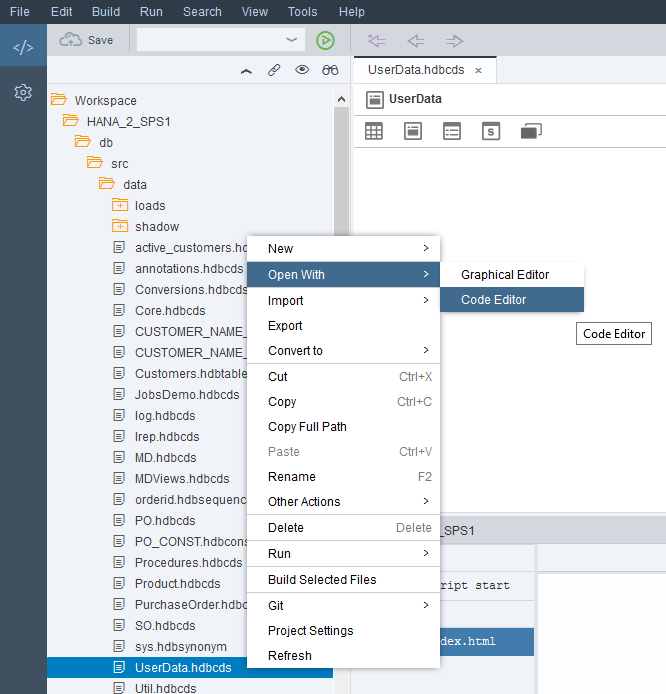 File Edit Build Run Search View Tools Help
Save
UserData.hdbcds ×
UserData
S
Workspace
HANA_2_SPS1
db
src
data
loads
shadow
active_customers.hd
annotations.hdbcds
Conversions.hdbcds
Core.hdbcds
CUSTOMER_NAME_
CUSTOMER_NAME_
Customers.hdbtable
JobsDemo.hdbcds
log.hdbcds
lrep.hdbcds
MD.hdbcds
MDViews.hdbcds
orderid.hdbsequenc
PO.hdbcds
PO_CONST.hdbcons
Procedures.hdbcds
Product.hdbcds
PurchaseOrder.hdbc
SO.hdbcds
sys.hdbsynonym
UserData.hdbcds
Util.hdbcds
New >
Open With >
Import >
Export
Convert to >
Cut Ctrl+X
Copy Ctrl+C
Copy Full Path
Paste Ctrl+V
Rename F2
Other Actions >
Delete Delete
Run >
Build Selected Files
Git >
Project Settings
Refresh
Graphical Editor
Code Editor
Code Editor
_SPS1
ript start
dex.html